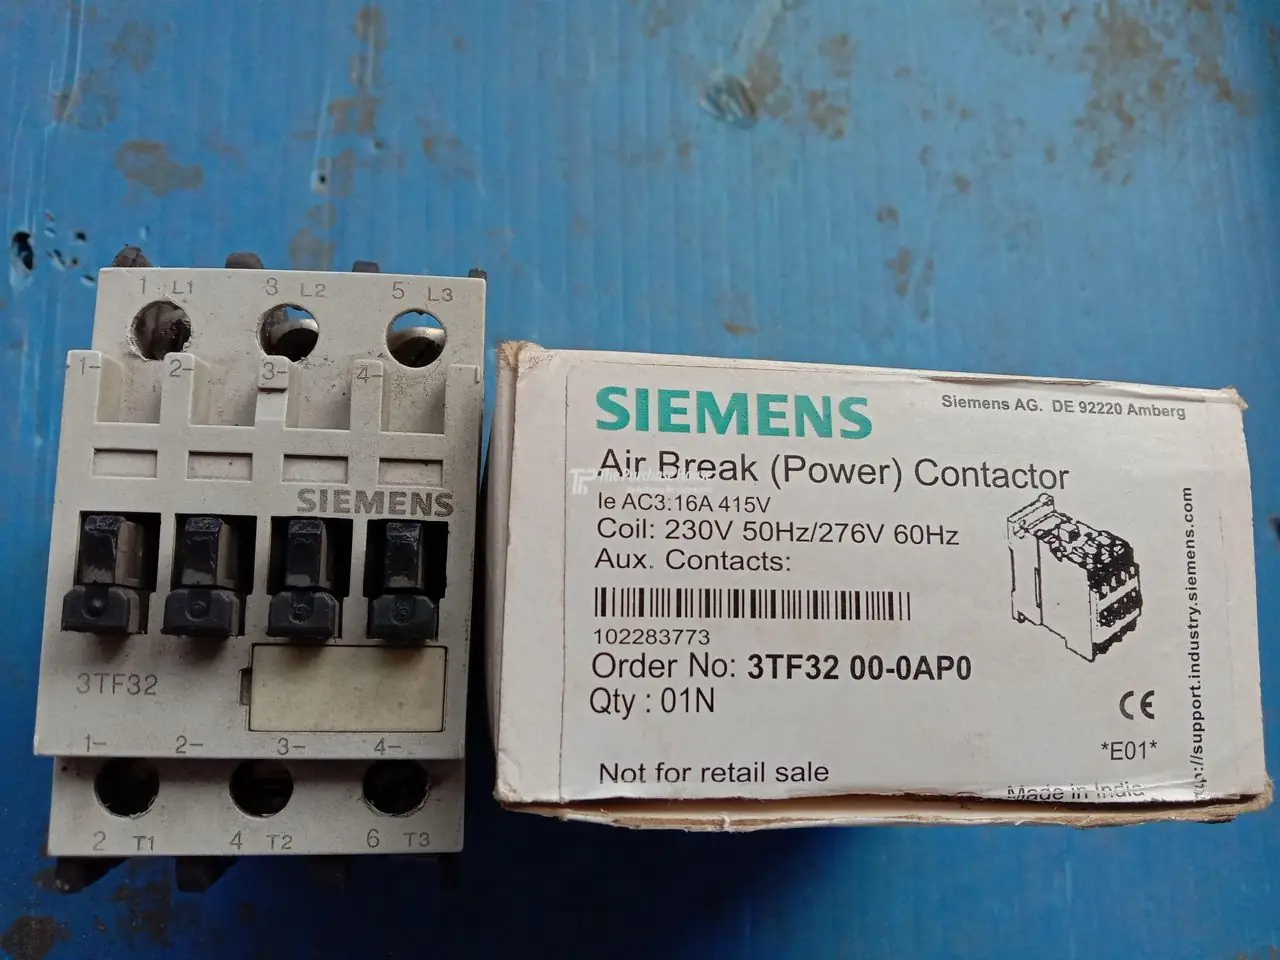 1 L1 3 L2 5 L3
1- 2- 3- 4-
SIEMENS
3TF32
1- 2- 3- 4-
2 T1 4 T2 6 T3
SIEMENS
Siemens AG. DE 92220 Amberg
Air Break (Power) Contactor
The Purchase House
Ie AC3:16A 415V
Coil: 230V 50Hz/276V 60Hz
Aux. Contacts:
102283773
Order No: 3TF32 00-0AP0
Qty : 01N
CE
*E01*
Not for retail sale
Made in India
http://support.industry.siemens.com